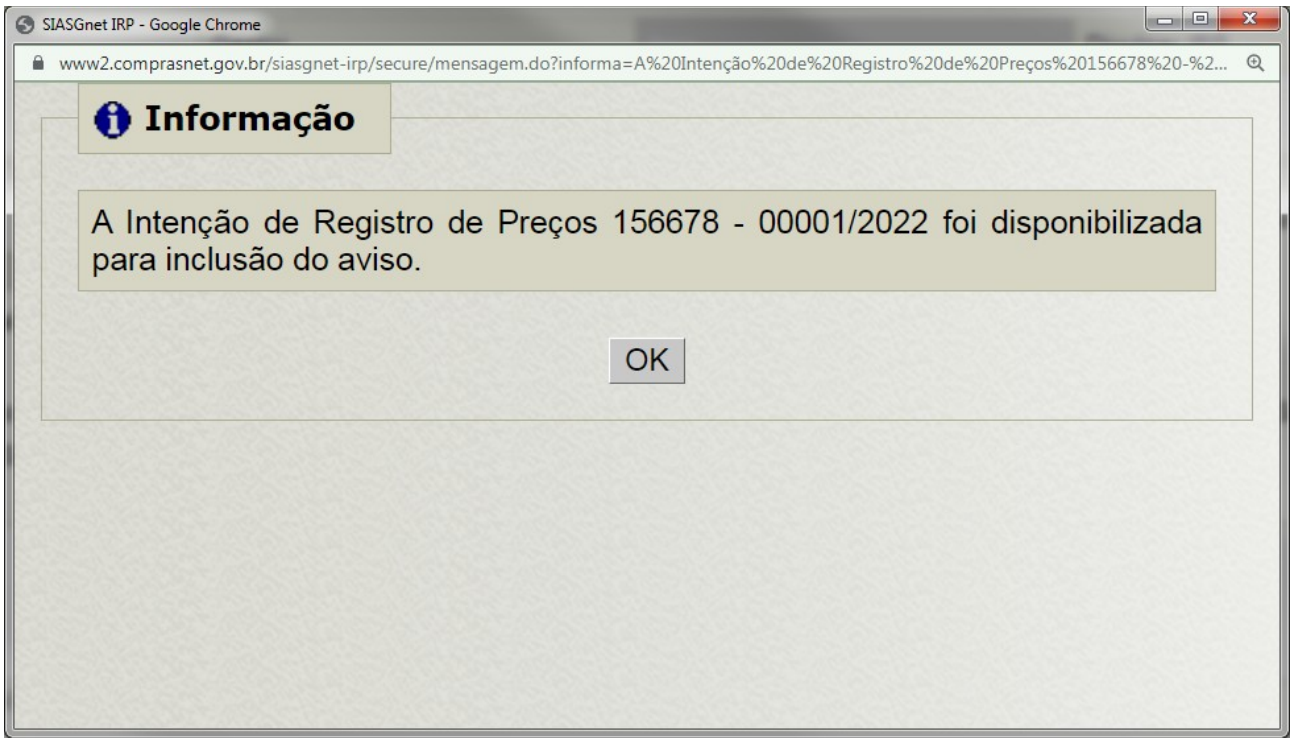 SIASGnet IRP - Google Chrome
www2.comprasnet.gov.br/siasgnet-irp/secure/mensagem.do?informa=A%20Intenção%20de%20Registro%20de%20Preços%20156678%20-%2...
Informação
A Intenção de Registro de Preços 156678 - 00001/2022 foi disponibilizada
para inclusão do aviso.
OK